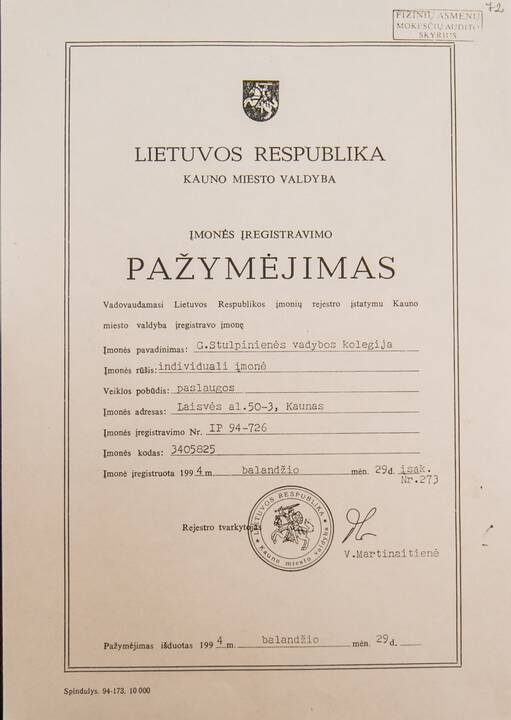 72
FIZINIŲ ASMENŲ
MOKESČIŲ AUDITO
SKYRIUS
LIETUVOS RESPUBLIKA
KAUNO MIESTO VALDYBA
ĮMONĖS ĮREGISTRAVIMO
PAŽYMĖJIMAS
Vadovaudamasi Lietuvos Respublikos įmonių rejestro įstatymu Kauno
miesto valdyba įregistravo įmonę
Įmonės pavadinimas: G.Stulpinienės vadybos kolegija
Įmonės rūšis: individuali įmonė
Veiklos pobūdis: paslaugos
Įmonės adresas: Laisvės al.50-3, Kaunas
Įmonės įregistravimo Nr. IP 94-726
Įmonės kodas: 3405825
Įmonė įregistruota 1994 m. balandžio mėn. 29 d. įsak.
Nr.273
LIETUVOS RESPUBLIKA
Kauno miesto valdyba
Rejestro tvarkytojas
V.Martinaitienė
Pažymėjimas išduotas 1994 m. balandžio mėn. 29 d.
Spindulys. 94-173. 10 000